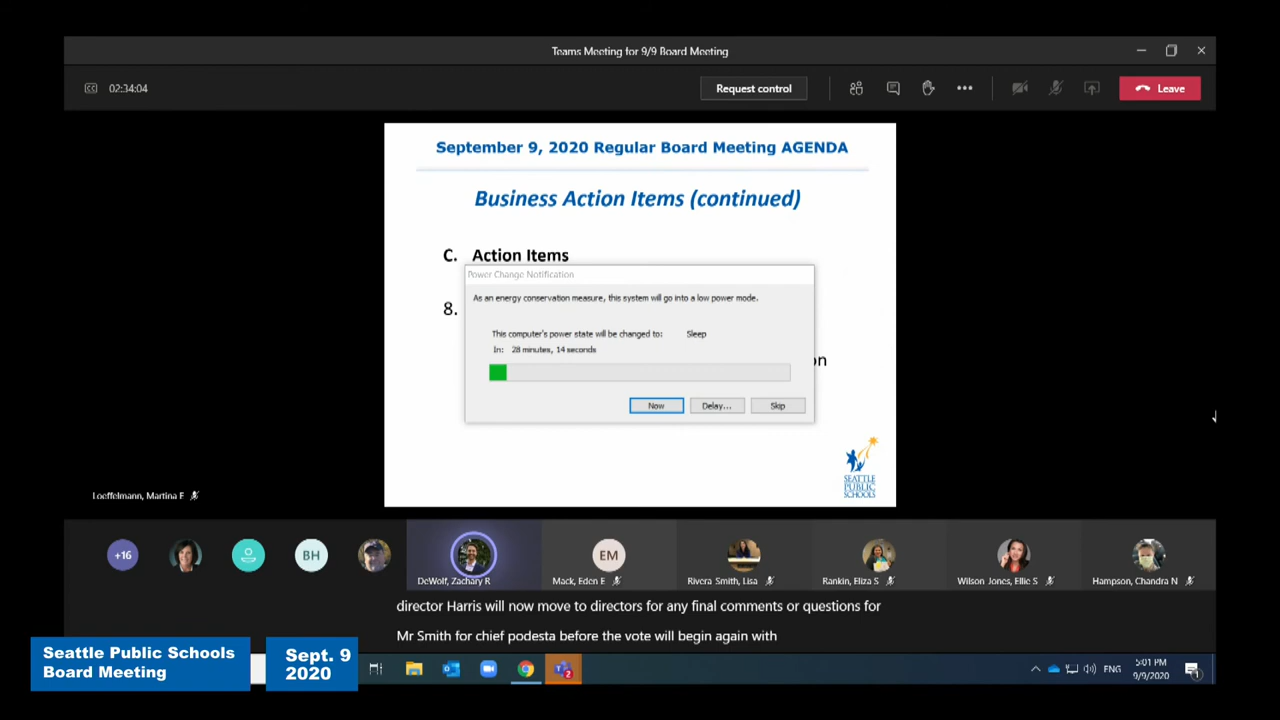 Teams Meeting for 9/9 Board Meeting
CC 02:34:04 Request control Leave
September 9, 2020 Regular Board Meeting AGENDA
Business Action Items (continued)
C. Action Items
Power Change Notification
As an energy conservation measure, this system will go into a low power mode.
8.
This computer's power state will be changed to: Sleep
In: 28 minutes, 14 seconds
on
Now Delay... Skip
SEATTLE
PUBLIC
SCHOOLS
Loeffelmann, Martina E
+16 BH EM
DeWolf, Zachary R Mack, Eden E Rivera Smith, Lisa Rankin, Eliza S Wilson Jones, Ellie S Hampson, Chandra N
director Harris will now move to directors for any final comments or questions for
Mr Smith for chief podesta before the vote will begin again with
Seattle Public Schools
Board Meeting
Sept. 9
2020
2
ENG
5:01 PM
9/9/2020
1